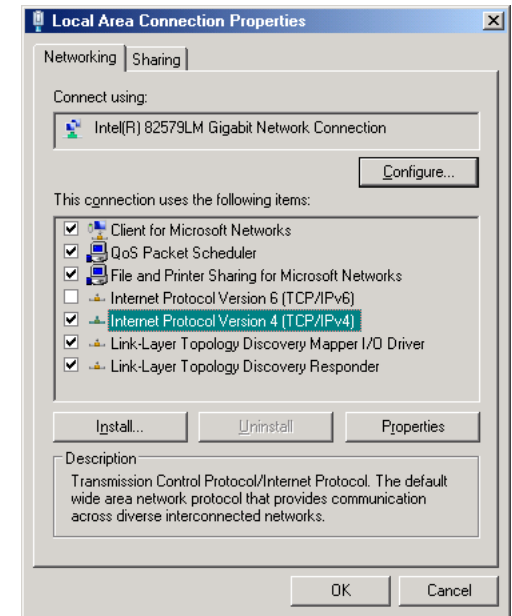 Local Area Connection Properties
Networking
Sharing
Connect using:
Intel(R) 82579LM Gigabit Network Connection
Configure...
This connection uses the following items:
Client for Microsoft Networks
QoS Packet Scheduler
File and Printer Sharing for Microsoft Networks
Internet Protocol Version 6 (TCP/IPv6)
Internet Protocol Version 4 (TCP/IPv4)
Link-Layer Topology Discovery Mapper I/O Driver
Link-Layer Topology Discovery Responder
Install...
Uninstall
Properties
Description
Transmission Control Protocol/Internet Protocol. The default
wide area network protocol that provides communication
across diverse interconnected networks.
OK
Cancel